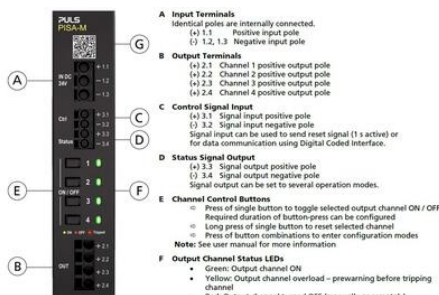 PULS
PISA-M
G
+ 1.1
IN DC
24V
- 1.2
- 1.3
A
Ctrl
+ 3.1
- 3.2
C
Status
+ 3.3
- 3.4
D
1
2
ON / OFF
3
4
E
F
ON
OFF
Tripped
+ 2.1
+ 2.2
OUT
+ 2.3
+ 2.4
B
A Input Terminals
Identical poles are internally connected.
(+) 1.1 Positive input pole
(-) 1.2, 1.3 Negative input pole
B Output Terminals
(+) 2.1 Channel 1 positive output pole
(+) 2.2 Channel 2 positive output pole
(+) 2.3 Channel 3 positive output pole
(+) 2.4 Channel 4 positive output pole
C Control Signal Input
(+) 3.1 Signal input positive pole
(-) 3.2 Signal input negative pole
Signal input can be used to send reset signal (1 s active) or
for data communication using Digital Coded Interface.
D Status Signal Output
(+) 3.3 Signal output positive pole
(-) 3.4 Signal output negative pole
Signal output can be set to several operation modes.
E Channel Control Buttons
Press of single button to toggle selected output channel ON / OFF
Required duration of button-press can be configured
Long press of single button to reset selected channel
Press of button combinations to enter configuration modes
Note: See user manual for more information
F Output Channel Status LEDs
• Green: Output channel ON
• Yellow: Output channel overload – prewarning before tripping
channel